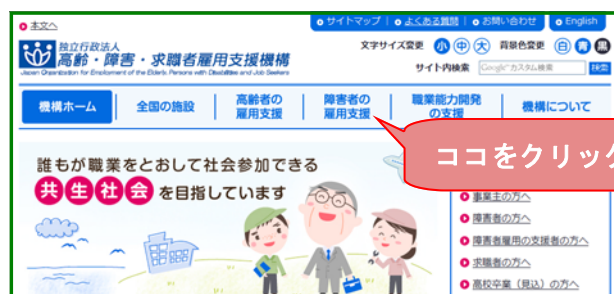 本文へ
サイトマップ | よくある質問 | お問い合わせ English
独立行政法人
高齢・障害・求職者雇用支援機構
Japan Organization for Employment of the Elderly, Persons with Disabilities and Job Seekers
文字サイズ変更 小 中 大 背景色変更 白 青 黒
サイト内検索 Google カスタム検索 検索
機構ホーム 全国の施設 高齢者の雇用支援 障害者の雇用支援 職業能力開発の支援 機構について
ココをクリック
誰もが職業をとおして社会参加できる
共生社会を目指しています
事業主の方へ
障害者の方へ
障害者雇用の支援者の方へ
求職者の方へ
高校卒業（見込）の方へ